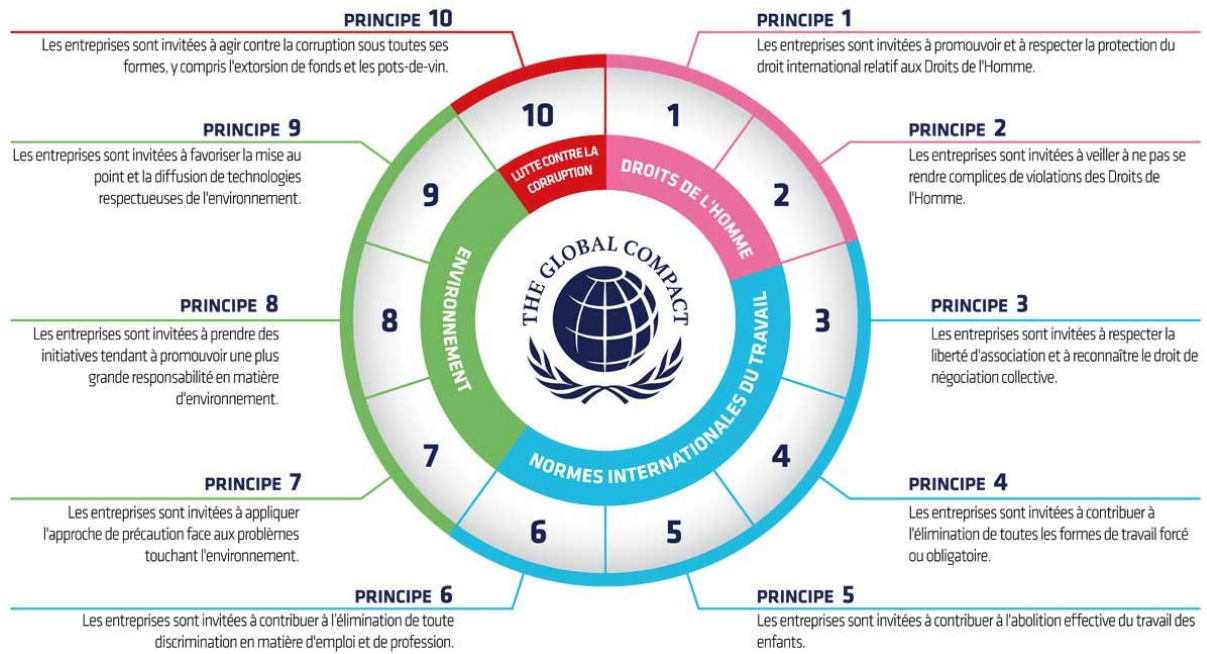 PRINCIPE 10
Les entreprises sont invitées à agir contre la corruption sous toutes ses
formes, y compris l'extorsion de fonds et les pots-de-vin.
PRINCIPE 1
Les entreprises sont invitées à promouvoir et à respecter la protection du
droit international relatif aux Droits de l'Homme.
PRINCIPE 9
Les entreprises sont invitées à favoriser la mise au
point et la diffusion de technologies
respectueuses de l'environnement.
PRINCIPE 2
Les entreprises sont invitées à veiller à ne pas se
rendre complices de violations des Droits de
l'Homme.
PRINCIPE 8
Les entreprises sont invitées à prendre des
initiatives tendant à promouvoir une plus
grande responsabilité en matière
d'environnement.
PRINCIPE 3
Les entreprises sont invitées à respecter la
liberté d'association et à reconnaître le droit de
négociation collective.
PRINCIPE 7
Les entreprises sont invitées à appliquer
l'approche de précaution face aux problèmes
touchant l'environnement.
PRINCIPE 4
Les entreprises sont invitées à contribuer à
l'élimination de toutes les formes de travail forcé
ou obligatoire.
PRINCIPE 6
Les entreprises sont invitées à contribuer à l'élimination de toute
discrimination en matière d'emploi et de profession.
PRINCIPE 5
Les entreprises sont invitées à contribuer à l'abolition effective du travail des
enfants.
10
1
9
2
8
3
7
4
6
5
LUTTE CONTRE LA
CORRUPTION
DROITS DE L'HOMME
ENVIRONNEMENT
NORMES INTERNATIONALES DU TRAVAIL
THE GLOBAL COMPACT